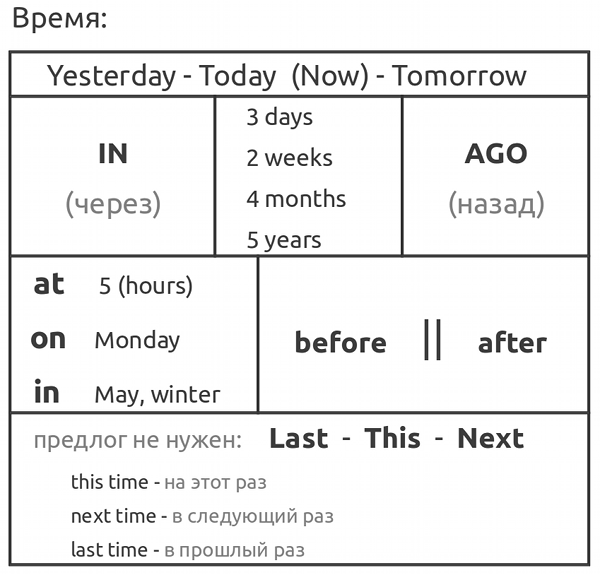 Время:
Yesterday - Today (Now) - Tomorrow
IN
(через)
3 days
2 weeks
4 months
5 years
AGO
(назад)
at 5 (hours)
on Monday
in May, winter
before || after
предлог не нужен: Last - This - Next
this time - на этот раз
next time - в следующий раз
last time - в прошлый раз